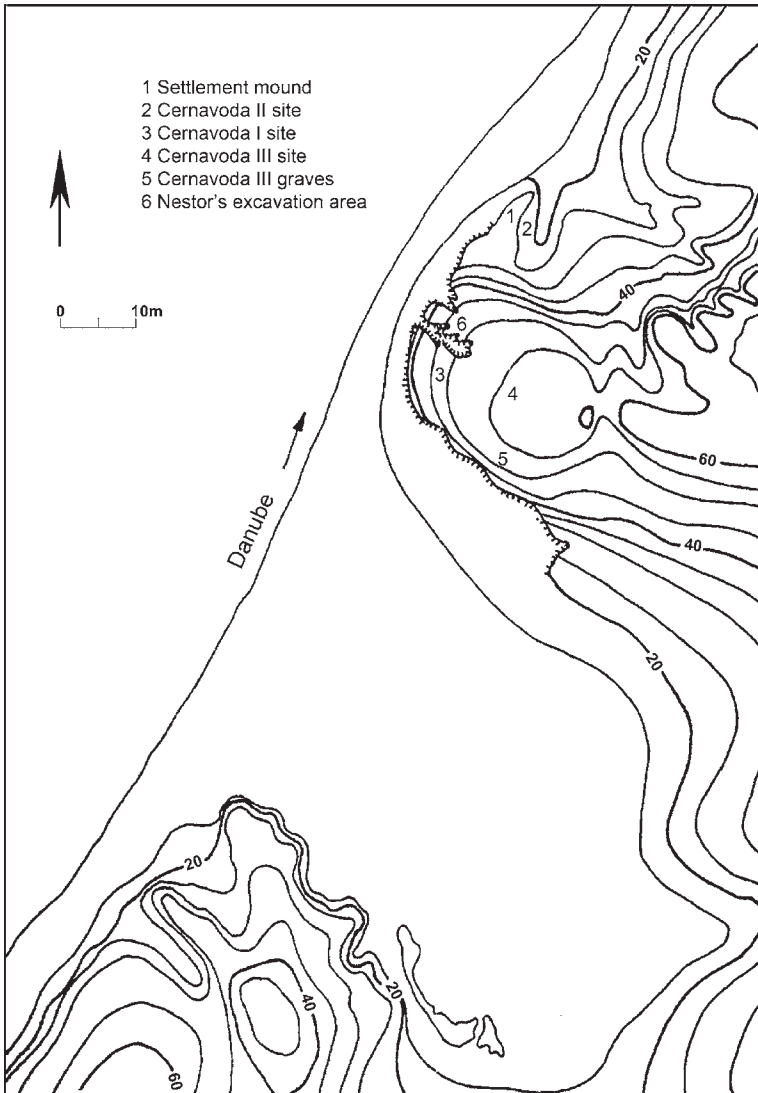 1 Settlement mound
2 Cernavoda II site
3 Cernavoda I site
4 Cernavoda III site
5 Cernavoda III graves
6 Nestor's excavation area
0 10m
20
1
2
40
6
3
4
5
60
40
Danube
20
20
20
40
60